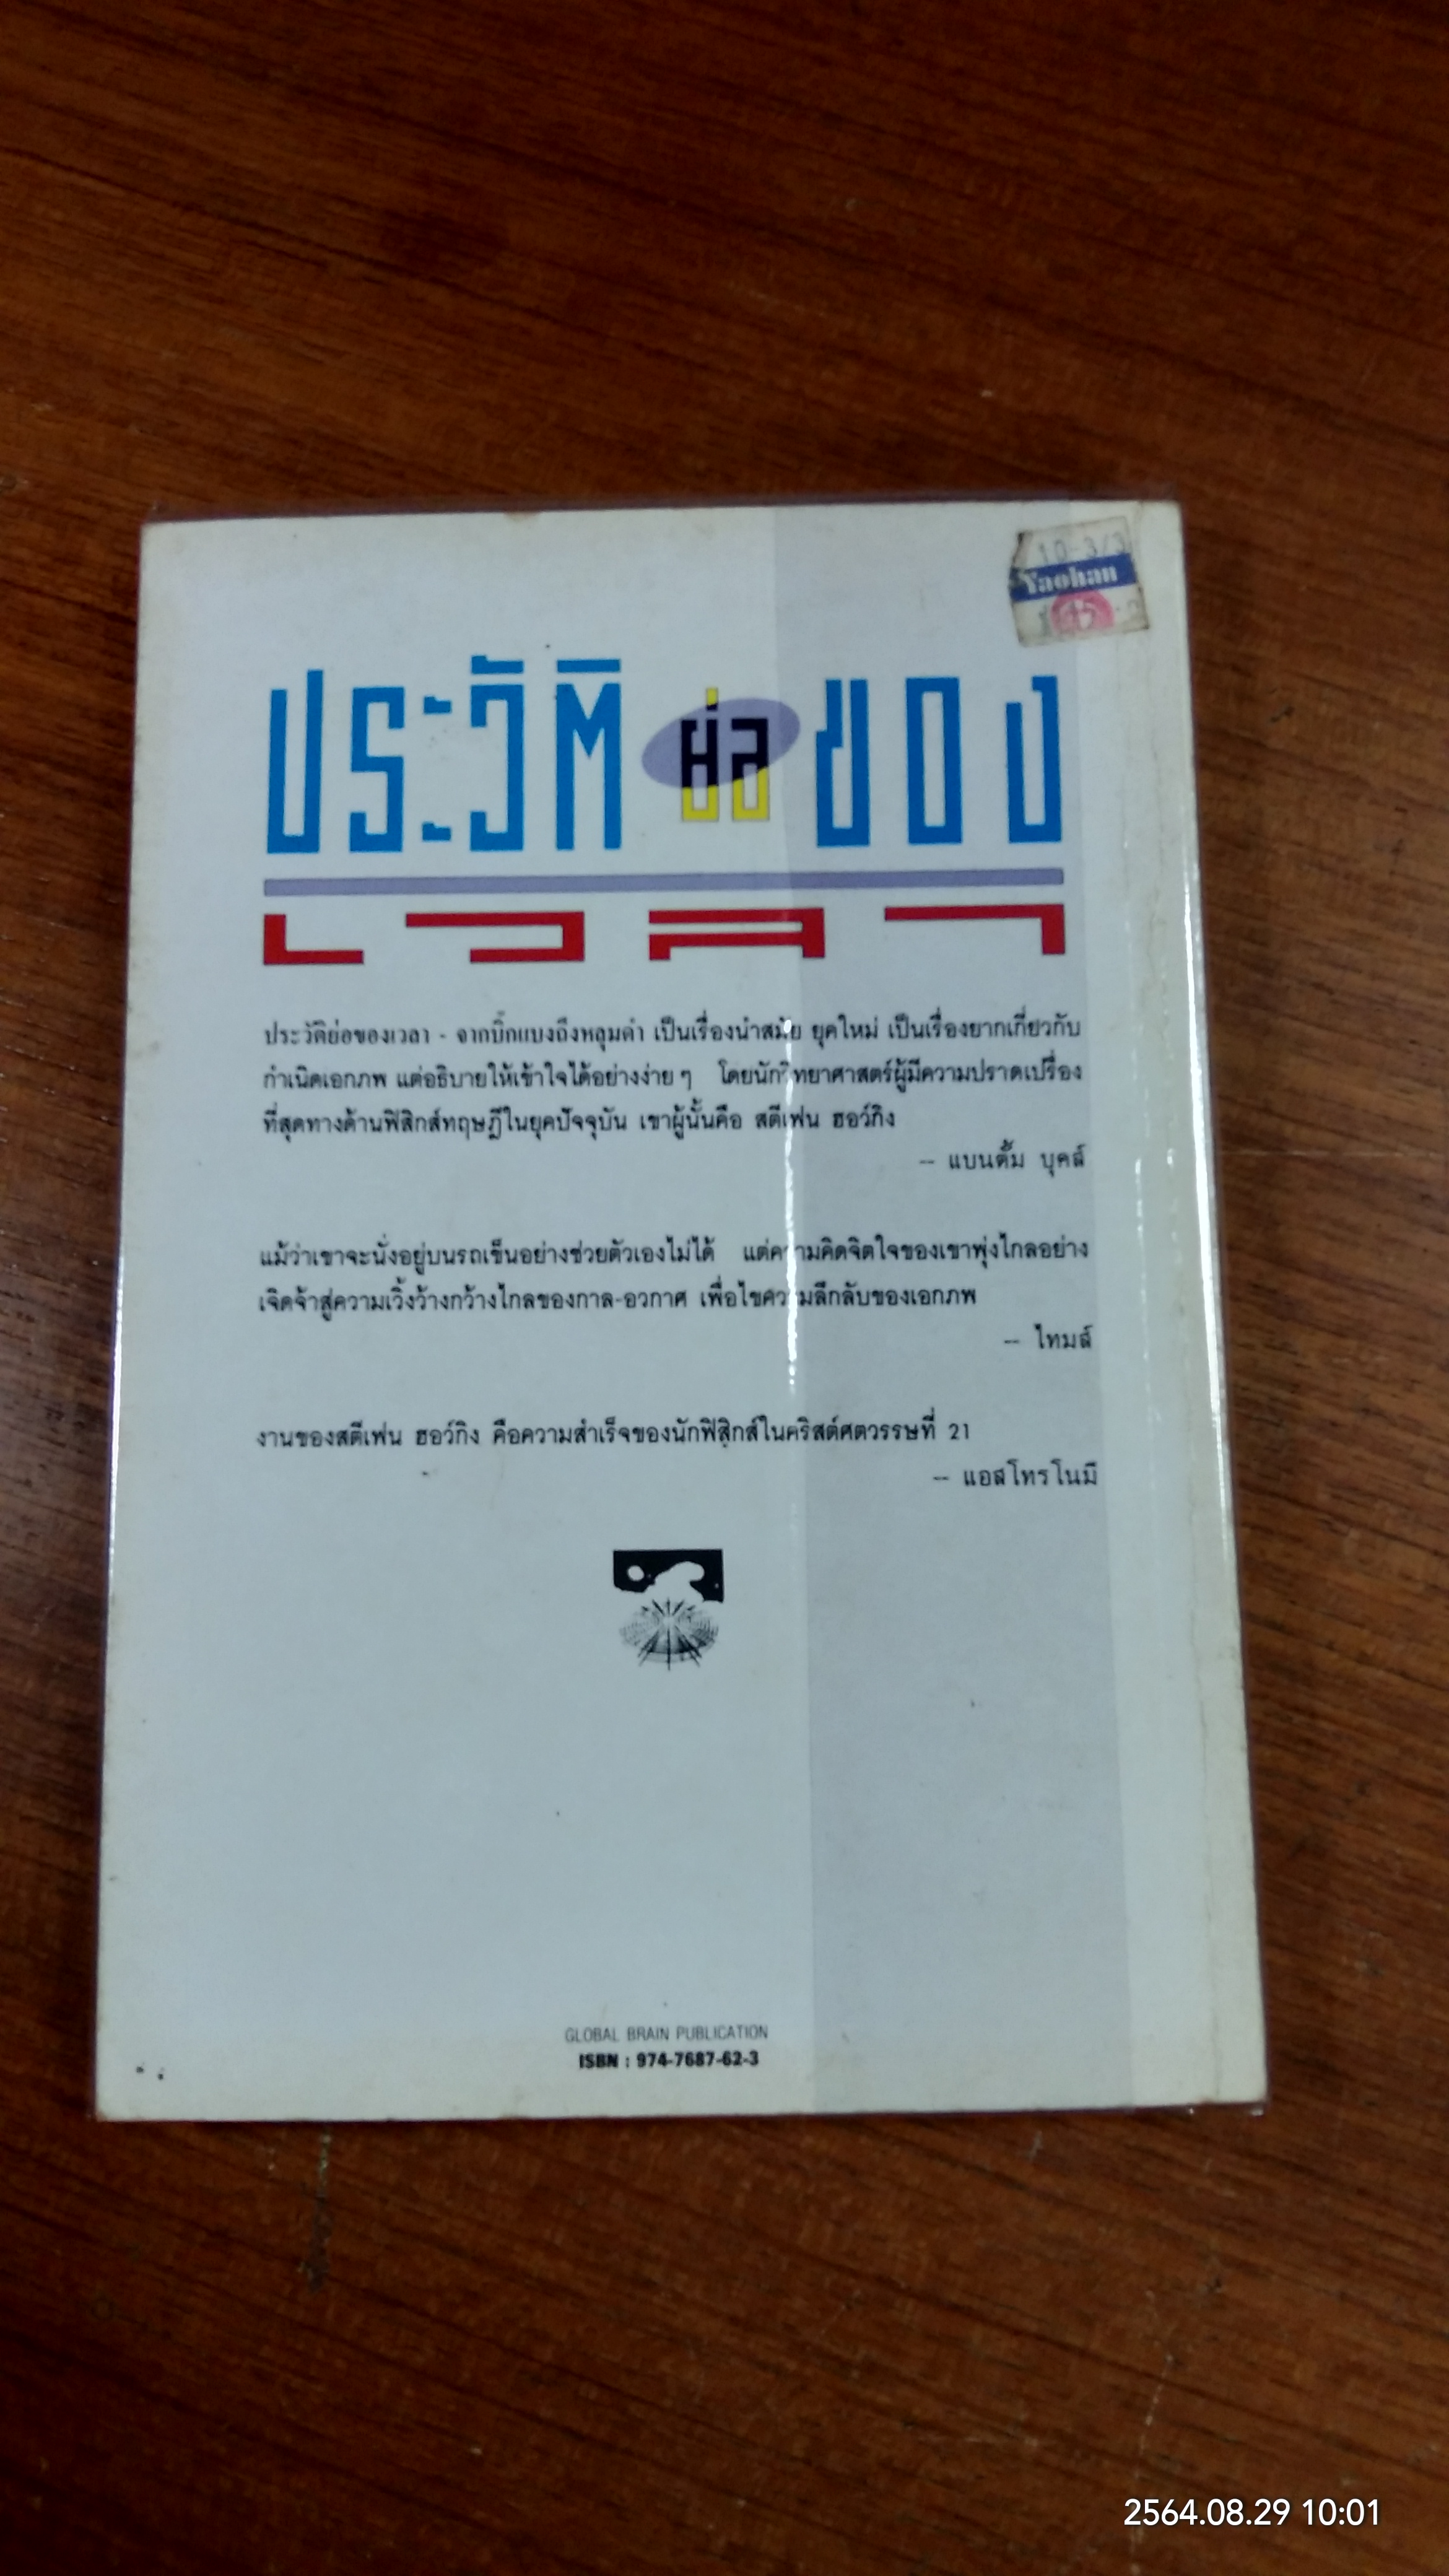 10-3/3
Yaohan
ประวัติ ย่อ ของ
เวลา
ประวัติย่อของเวลา - จากบิ๊กแบงถึงหลุมดำ เป็นเรื่องนำสมัย ยุคใหม่ เป็นเรื่องยากเกี่ยวกับ
กำเนิดเอกภพ แต่อธิบายให้เข้าใจได้อย่างง่าย ๆ โดยนักวิทยาศาสตร์ผู้มีความปราดเปรื่อง
ที่สุดทางด้านฟิสิกส์ทฤษฎีในยุคปัจจุบัน เขาผู้นั้นคือ สตีเฟน ฮอว์กิง
-- แบนตั้ม บุคส์
แม้ว่าเขาจะนั่งอยู่บนรถเข็นอย่างช่วยตัวเองไม่ได้ แต่ความคิดจิตใจของเขาพุ่งไกลอย่าง
เจิดจ้าสู่ความเวิ้งว้างกว้างไกลของกาล-อวกาศ เพื่อไขความลึกลับของเอกภพ
-- ไทมส์
งานของสตีเฟน ฮอว์กิง คือความสำเร็จของนักฟิสิกส์ในคริสต์ศตวรรษที่ 21
-- แอสโทรโนมี
GLOBAL BRAIN PUBLICATION
ISBN : 974-7687-62-3
2564.08.29 10:01